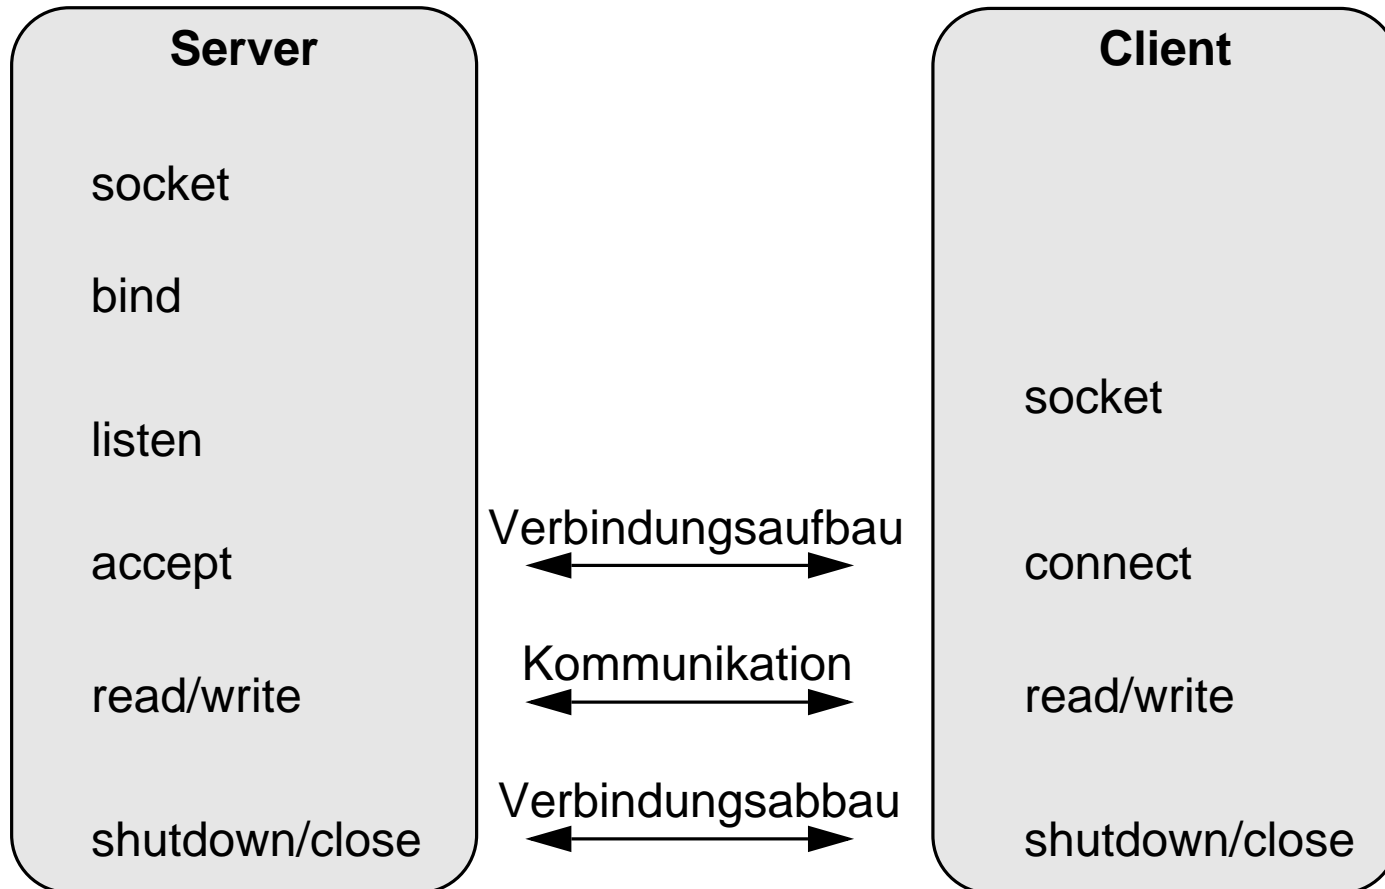 Server
socket
bind
listen
accept
read/write
shutdown/close
Verbindungsaufbau
Kommunikation
Verbindungsabbau
Client
socket
connect
read/write
shutdown/close